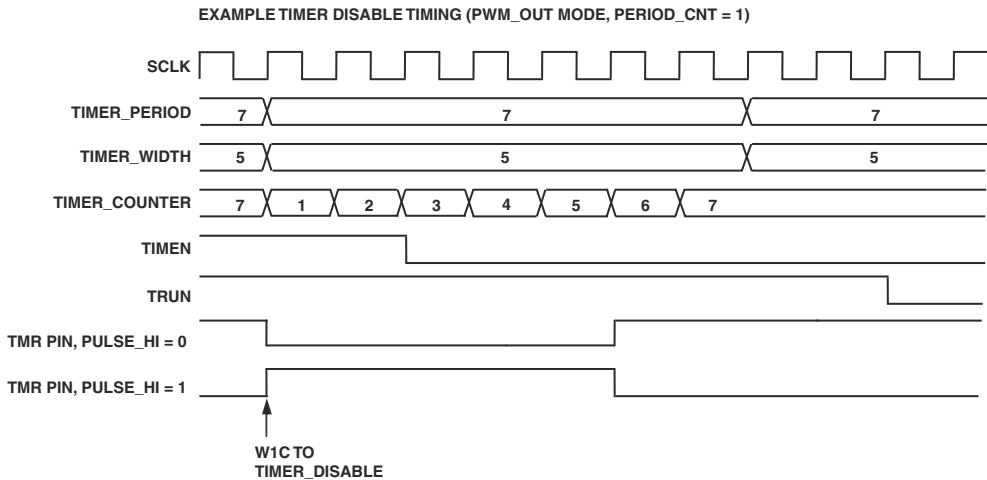 EXAMPLE TIMER DISABLE TIMING (PWM_OUT MODE, PERIOD_CNT = 1)
SCLK
TIMER_PERIOD 7 7 7
TIMER_WIDTH 5 5 5
TIMER_COUNTER 7 1 2 3 4 5 6 7
TIMEN
TRUN
TMR PIN, PULSE_HI = 0
TMR PIN, PULSE_HI = 1
W1C TO
TIMER_DISABLE